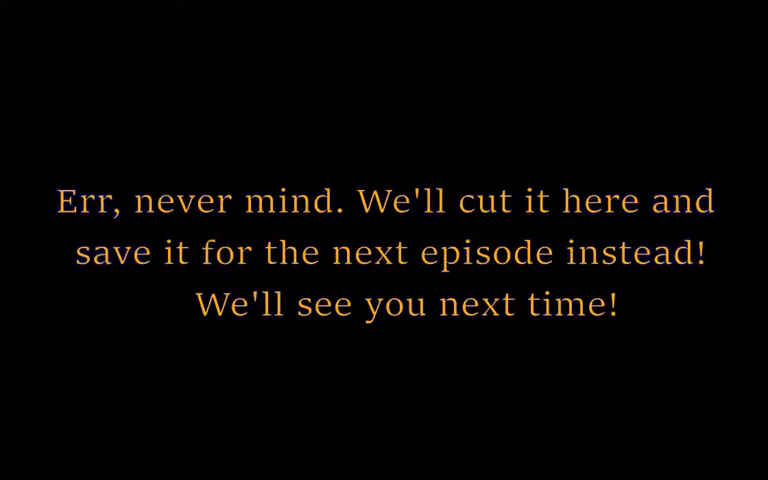 Err, never mind. We'll cut it here and
save it for the next episode instead!
We'll see you next time!